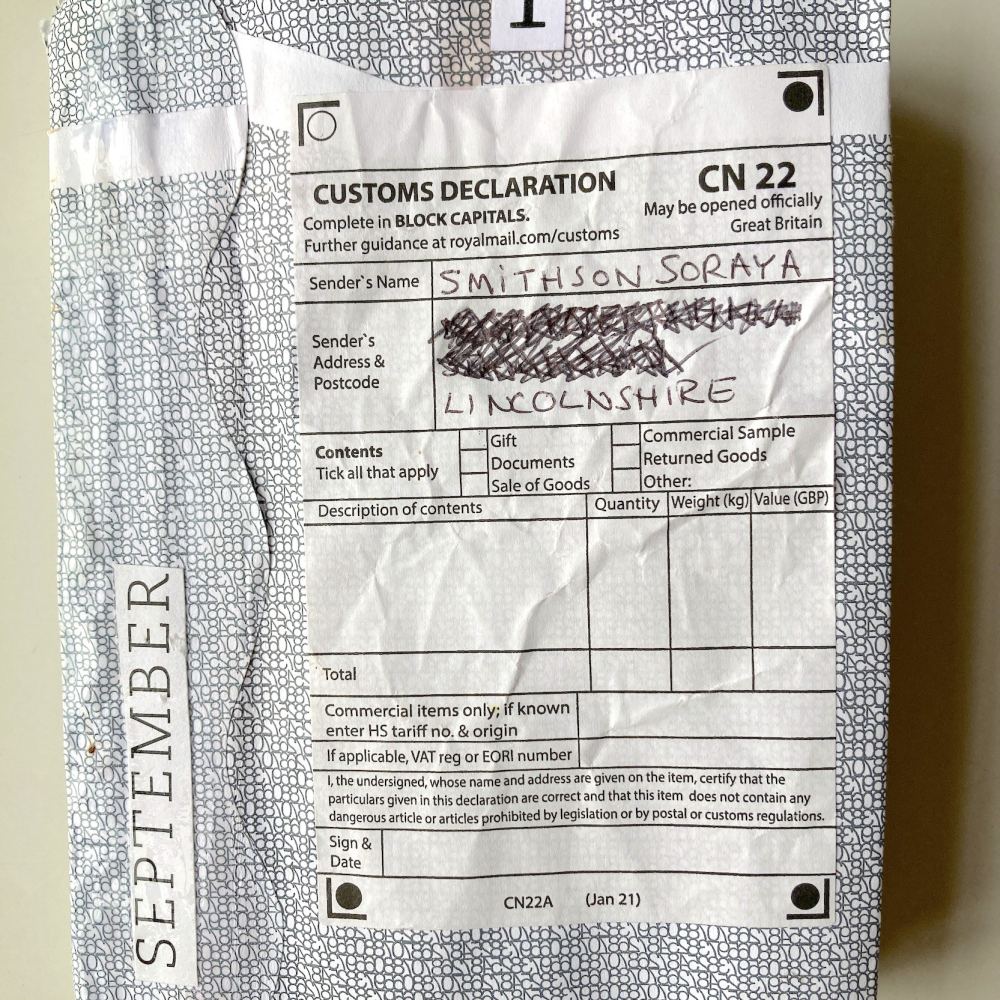 1
CUSTOMS DECLARATION
CN 22
Complete in BLOCK CAPITALS.
May be opened officially
Further guidance at royalmail.com/customs
Great Britain
Sender`s Name
SMiTHSON SORAYA
Sender`s
Address &
Postcode
LINCOLNSHIRE
Contents
Tick all that apply
Gift
Documents
Sale of Goods
Commercial Sample
Returned Goods
Other:
Description of contents
Quantity
Weight (kg)
Value (GBP)
Total
Commercial items only; if known
enter HS tariff no. & origin
If applicable, VAT reg or EORI number
I, the undersigned, whose name and address are given on the item, certify that the
particulars given in this declaration are correct and that this item does not contain any
dangerous article or articles prohibited by legislation or by postal or customs regulations.
Sign &
Date
CN22A (Jan 21)
SEPTEMBER